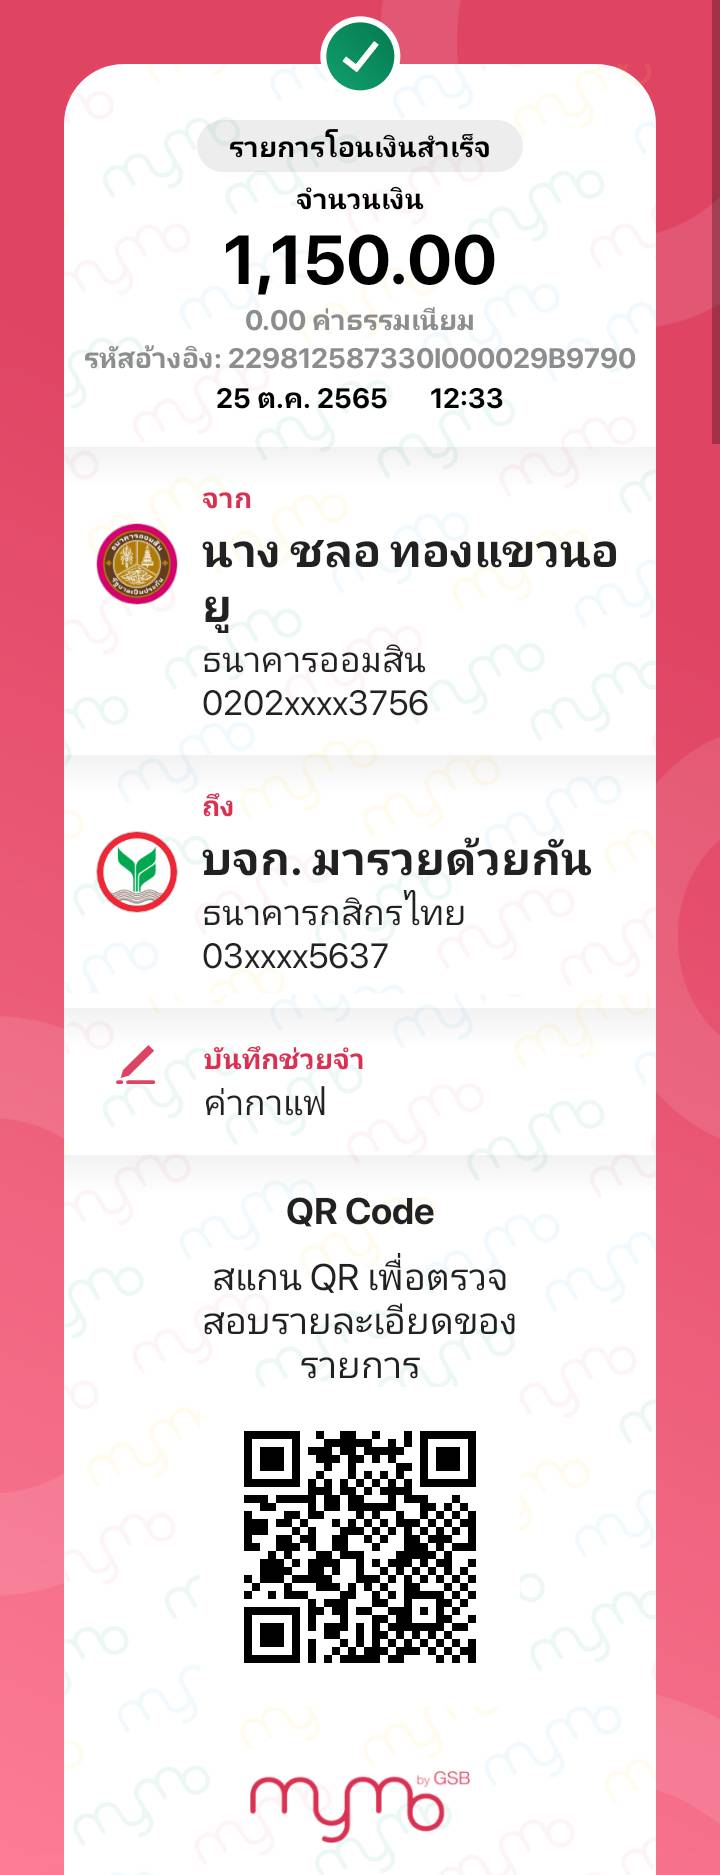 รายการโอนเงินสำเร็จ
จำนวนเงิน
1,150.00
0.00 ค่าธรรมเนียม
รหัสอ้างอิง: 229812587330I000029B9790
25 ต.ค. 2565 12:33
จาก
นาง ชลอ ทองแขวนอ
ยู่
ธนาคารออมสิน
0202xxxx3756
ถึง
บจก. มารวยด้วยกัน
ธนาคารกสิกรไทย
03xxxx5637
บันทึกช่วยจำ
ค่ากาแฟ
QR Code
สแกน QR เพื่อตรวจ
สอบรายละเอียดของ
รายการ
mymo by GSB